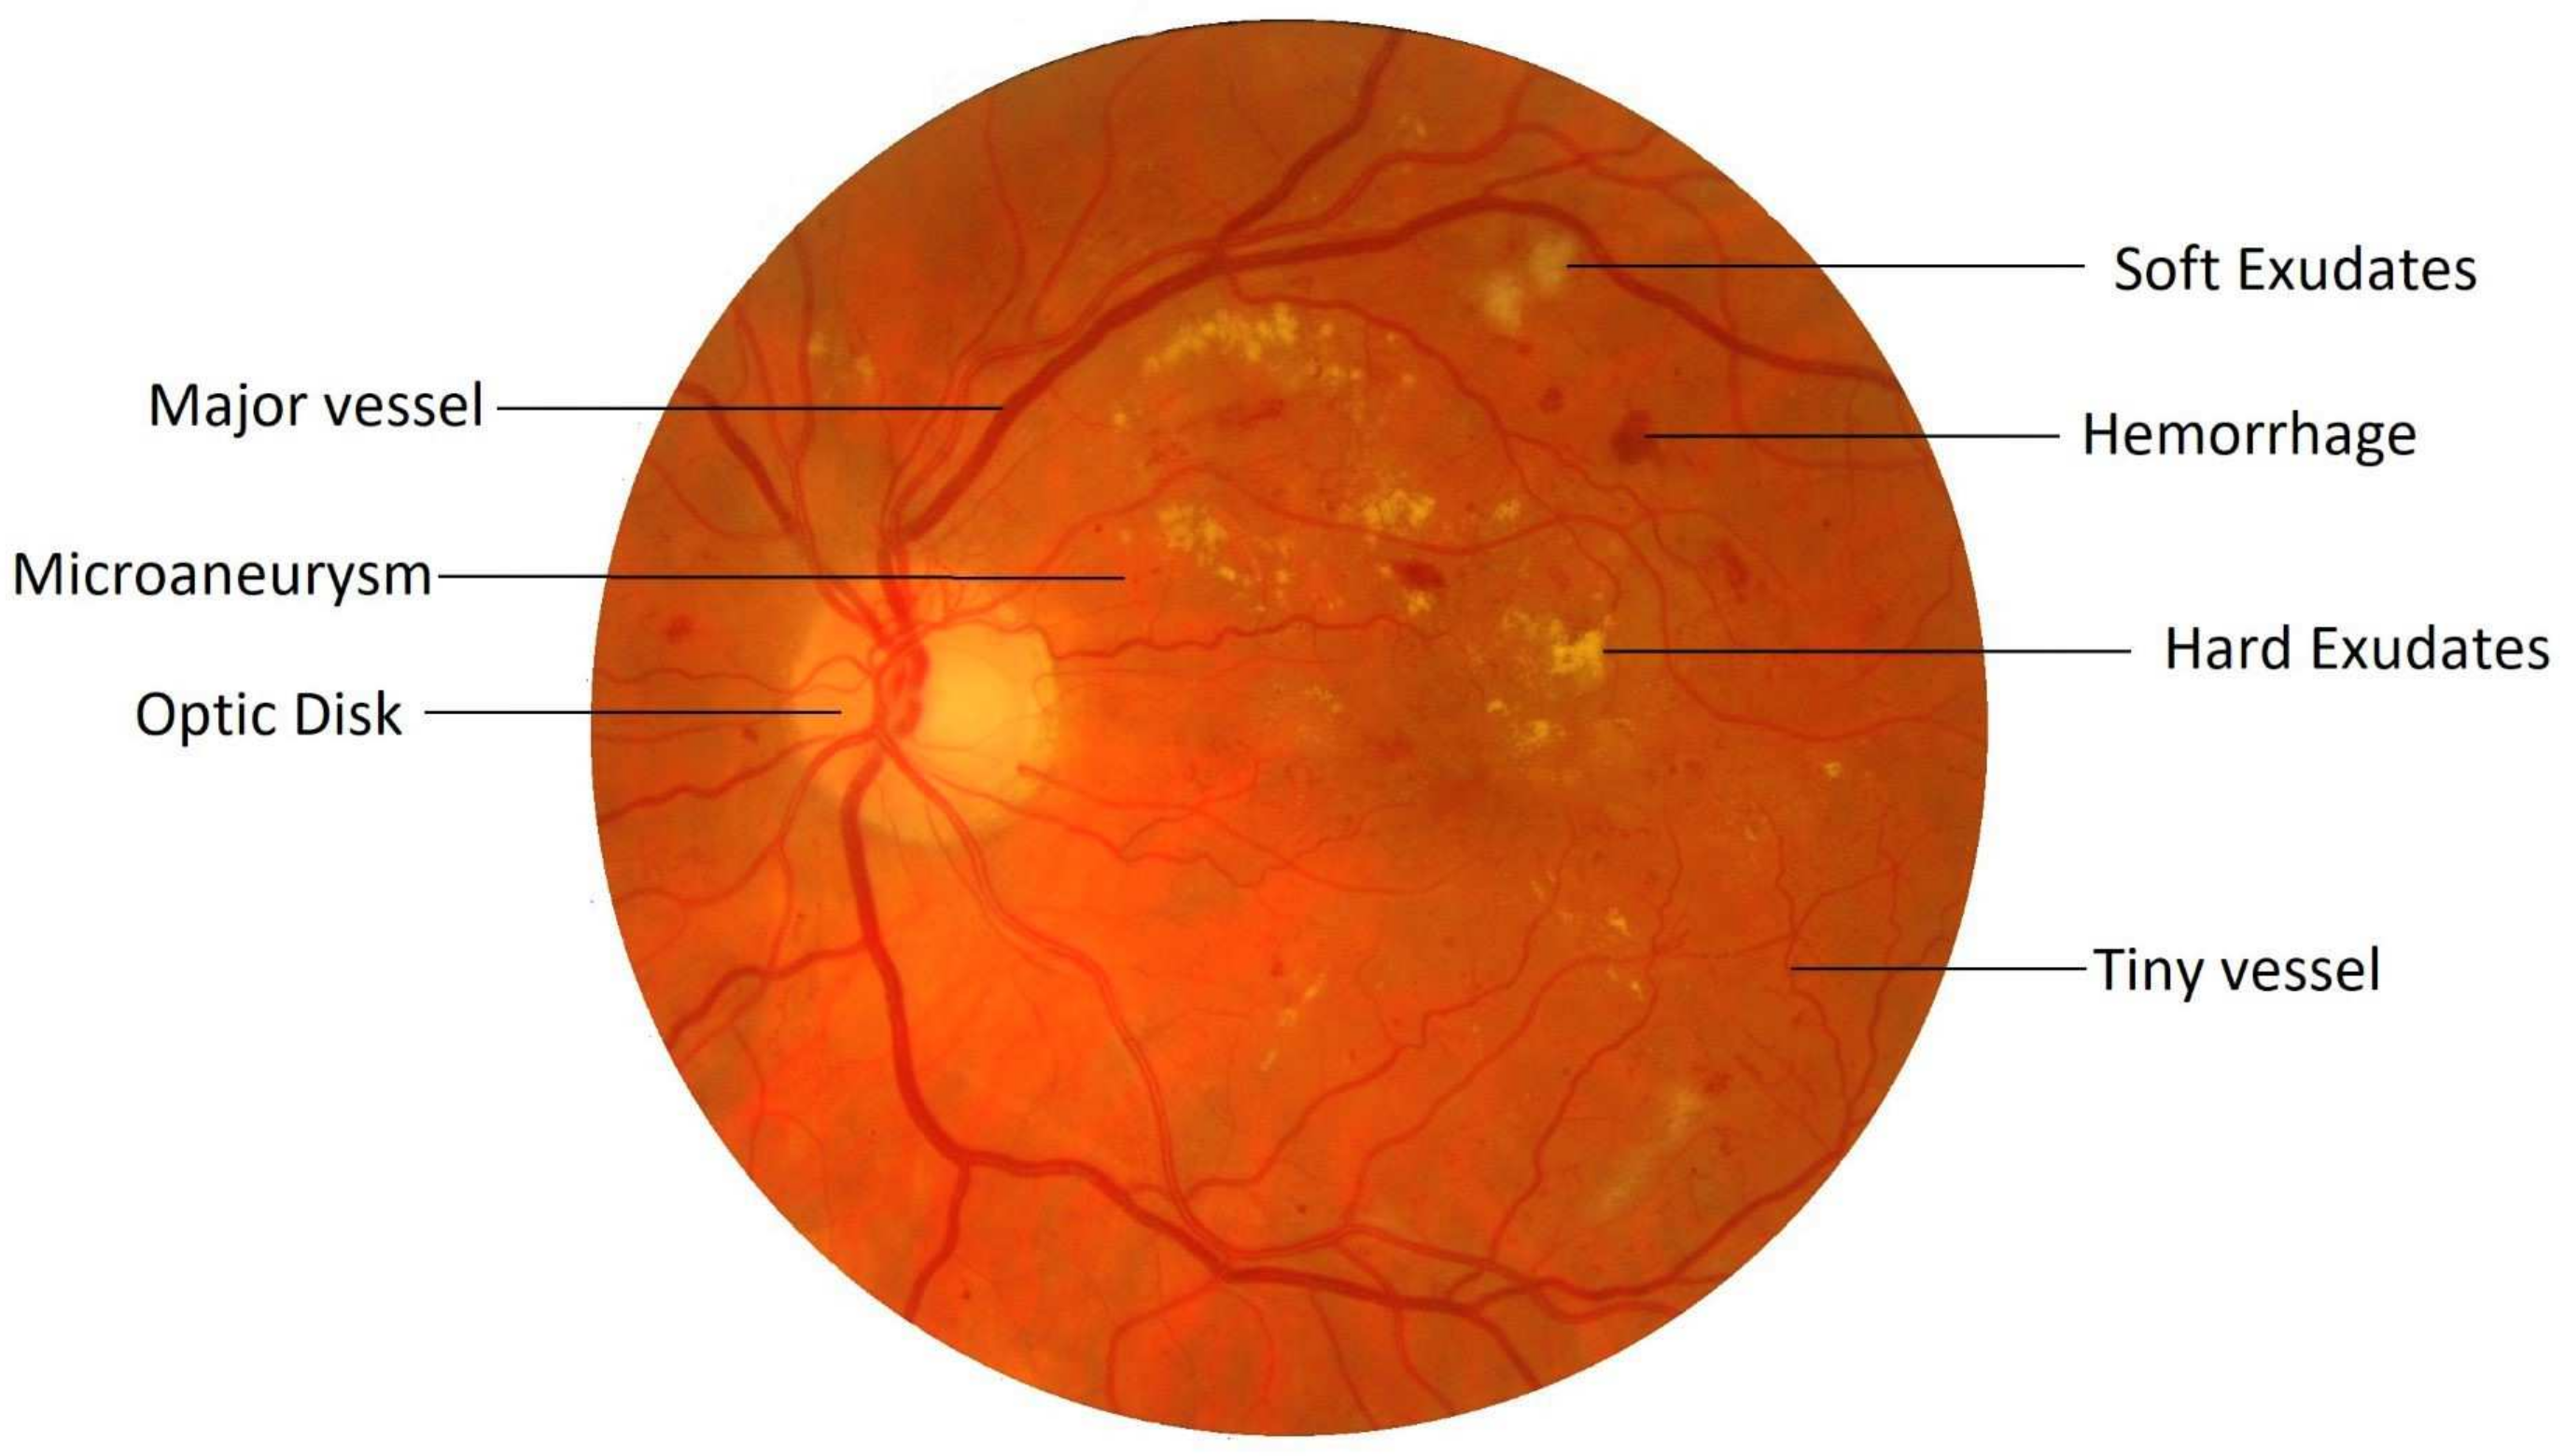 Soft Exudates
Major vessel
Hemorrhage
Microaneurysm
Hard Exudates
Optic Disk
Tiny vessel